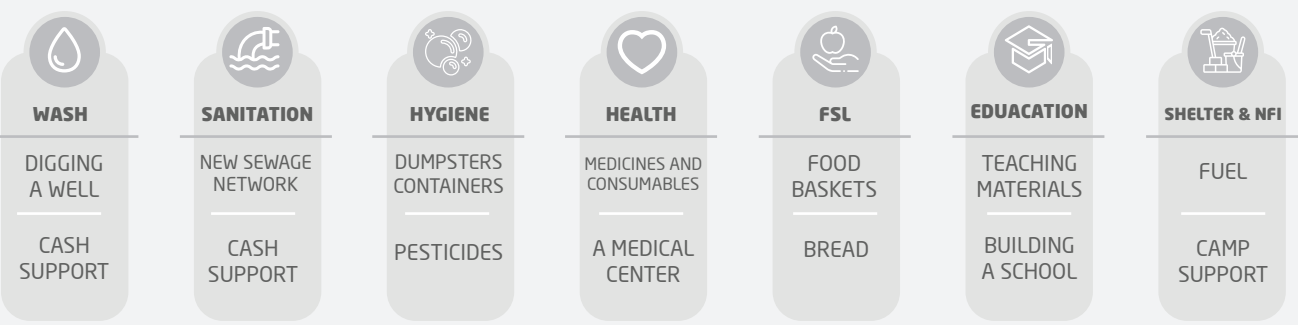 WASH
DIGGING
A WELL
CASH
SUPPORT
SANITATION
NEW SEWAGE
NETWORK
CASH
SUPPORT
HYGIENE
DUMPSTERS
CONTAINERS
PESTICIDES
HEALTH
MEDICINES AND
CONSUMABLES
A MEDICAL
CENTER
FSL
FOOD
BASKETS
BREAD
EDUACATION
TEACHING
MATERIALS
BUILDING
A SCHOOL
SHELTER & NFI
FUEL
CAMP
SUPPORT